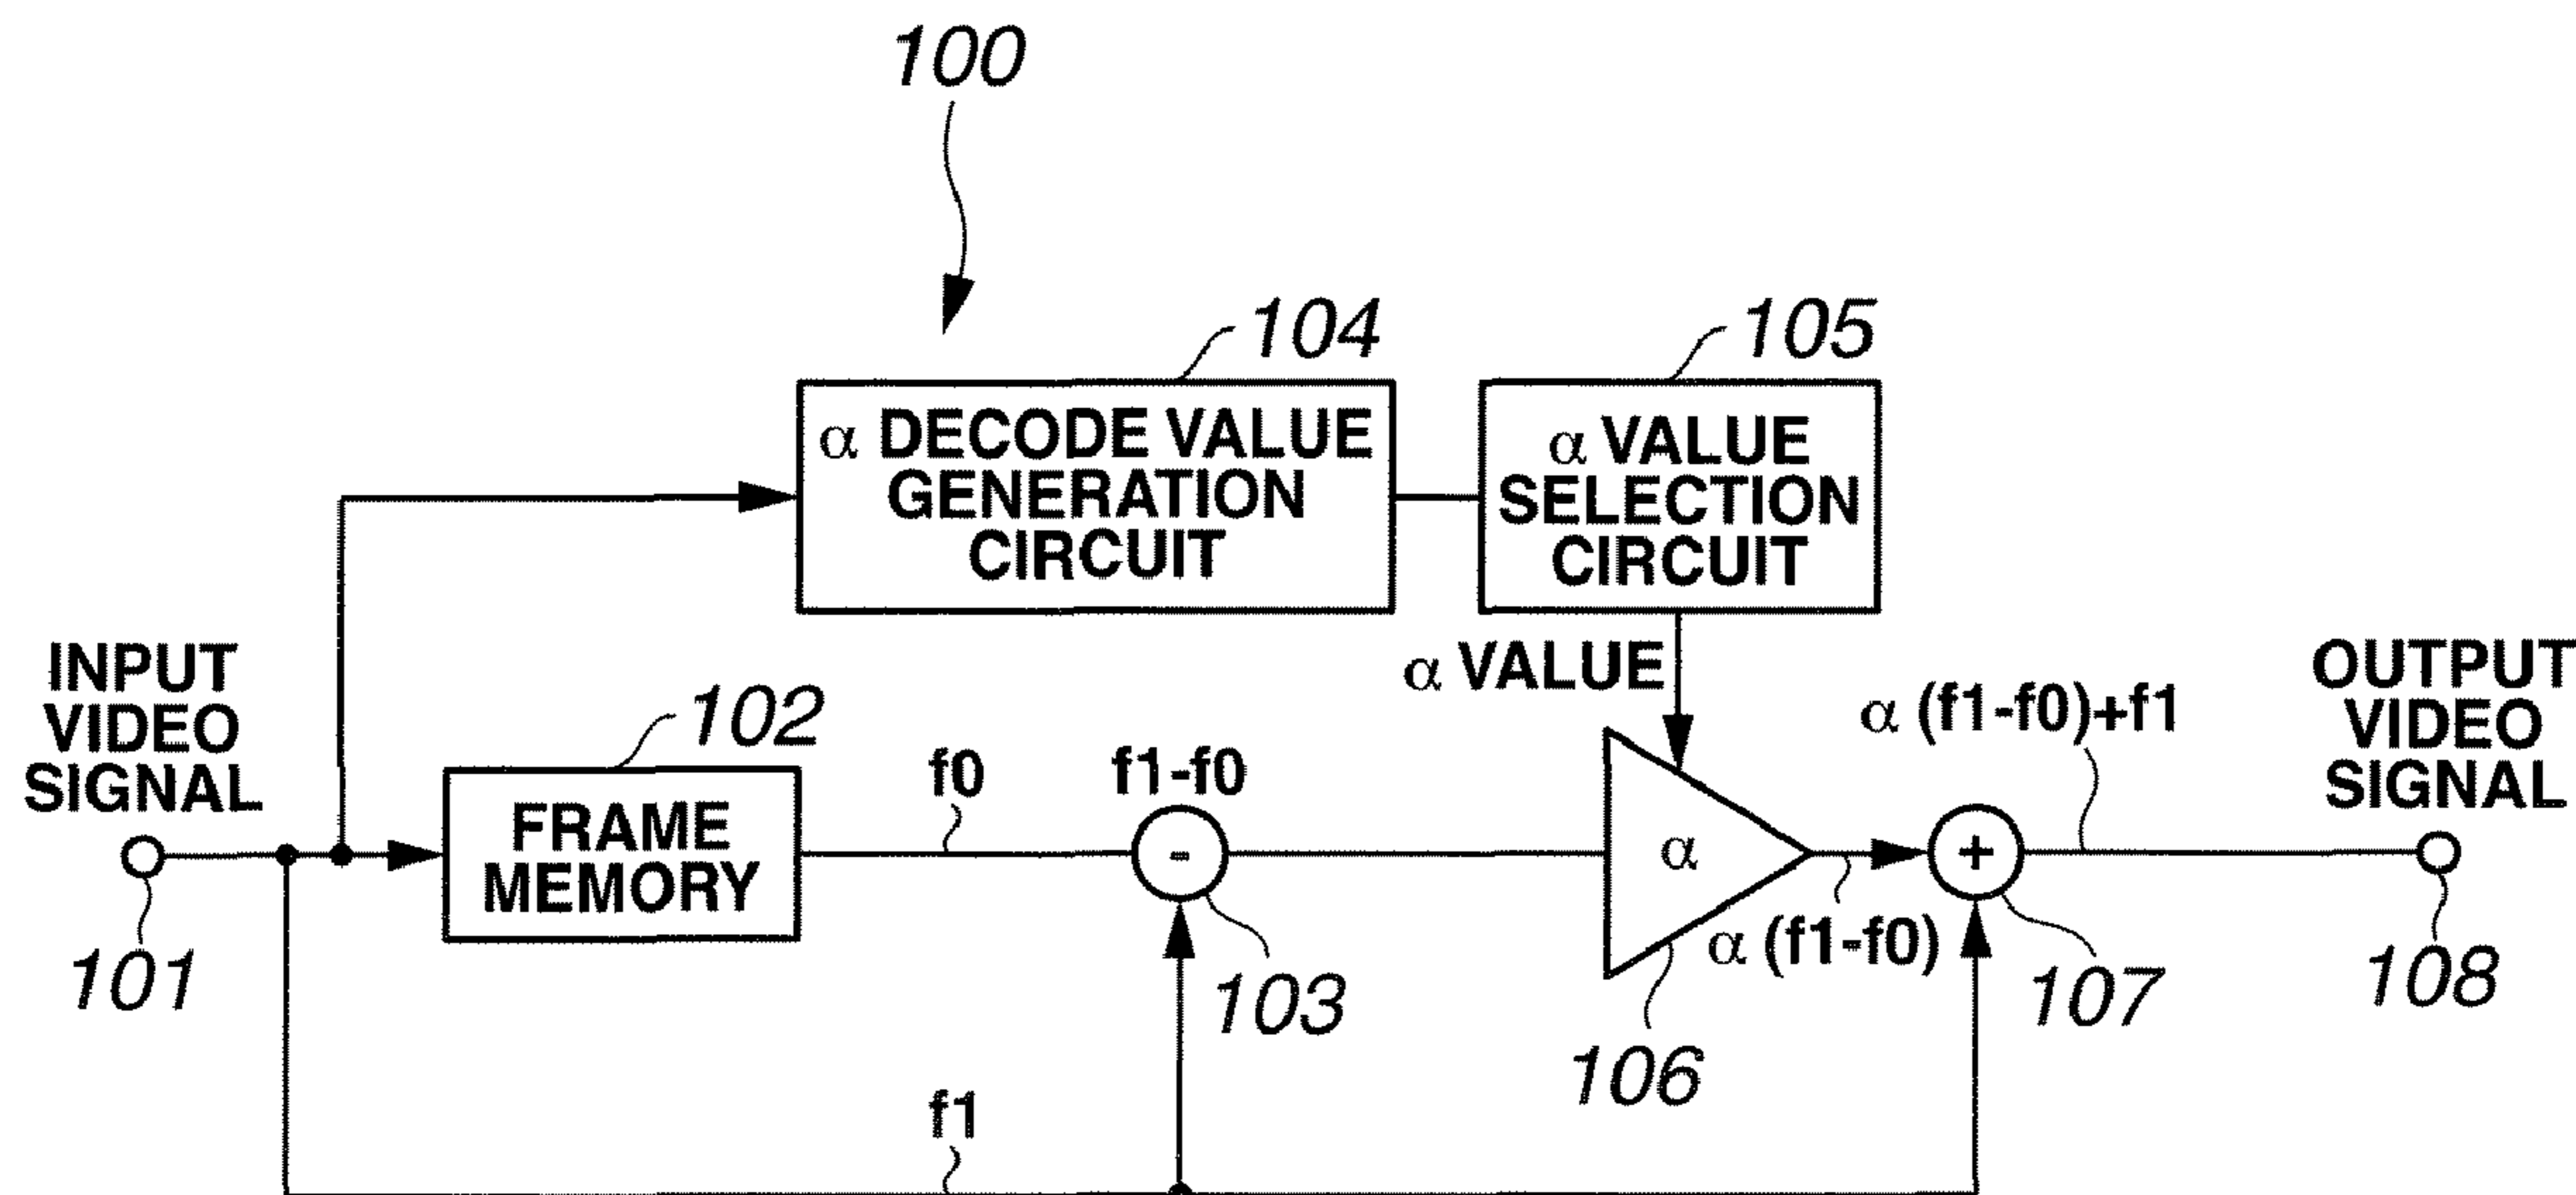 100
104
105
α DECODE VALUE
GENERATION
CIRCUIT
α VALUE
SELECTION
CIRCUIT
INPUT
VIDEO
SIGNAL
α VALUE
OUTPUT
VIDEO
SIGNAL
102
f0
f1-f0
α (f1-f0)+f1
FRAME
MEMORY
-
α
+
α (f1-f0)
101
103
106
107
108
f1